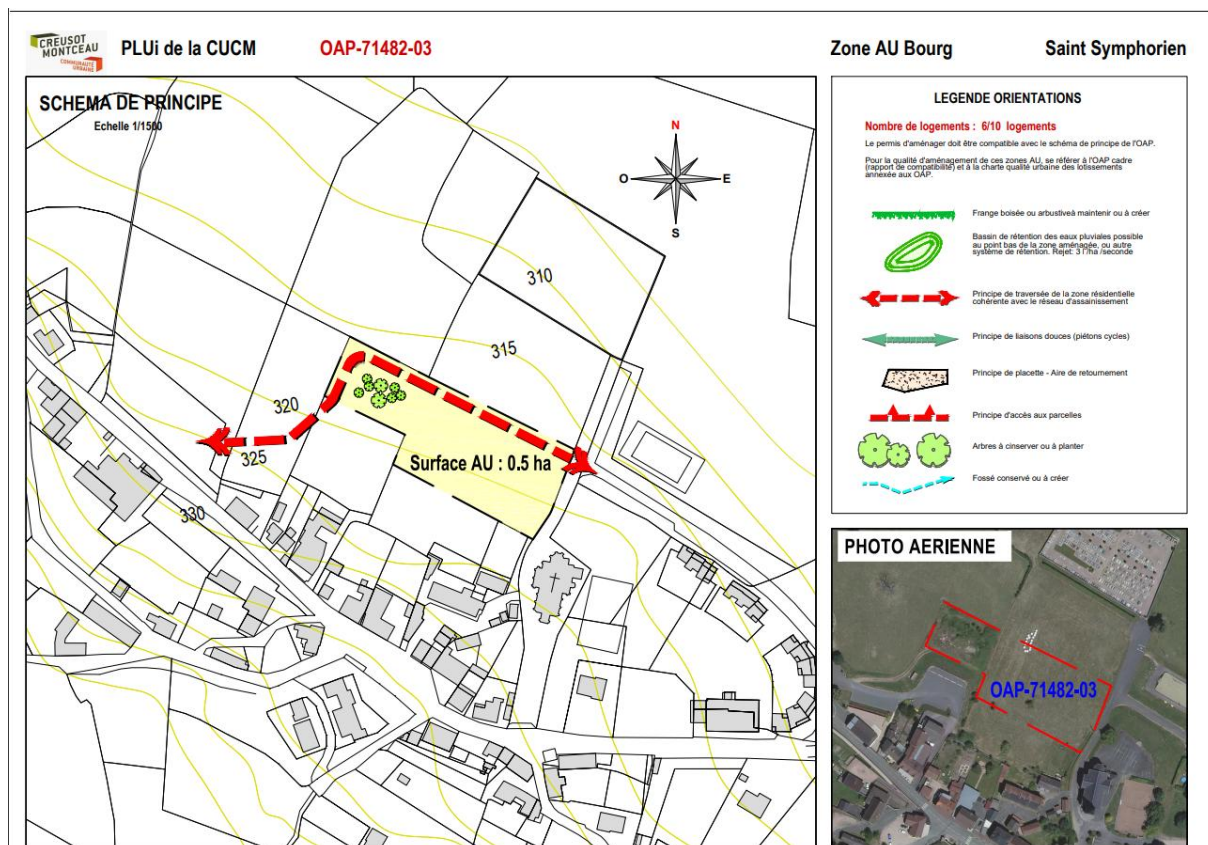 CREUSOT
MONTCEAU
COMMUNAUTÉ
URBAINE
PLUi de la CUCM
OAP-71482-03
Zone AU Bourg
Saint Symphorien
SCHEMA DE PRINCIPE
Echelle 1/1500
N
O
E
S
310
315
320
325
330
Surface AU : 0.5 ha
LEGENDE ORIENTATIONS
Nombre de logements : 6/10 logements
Le permis d'aménager doit être compatible avec le schéma de principe de l'OAP.
Pour la qualité d'aménagement de ces zones AU, se référer à l'OAP cadre
(rapport de compatibilité) et à la charte qualité urbaine des lotissements
annexée aux OAP.
Frange boisée ou arbustiveà maintenir ou à créer
Bassin de rétention des eaux pluviales possible
au point bas de la zone aménagée, ou autre
système de rétention. Rejet: 3 l'/ha /seconde
Principe de traversée de la zone résidentielle
cohérente avec le réseau d'assainissement
Principe de liaisons douces (piétons cycles)
Principe de placette - Aire de retournement
Principe d'accès aux parcelles
Arbres à cinserver ou à planter
Fossé conservé ou à créer
PHOTO AERIENNE
OAP-71482-03